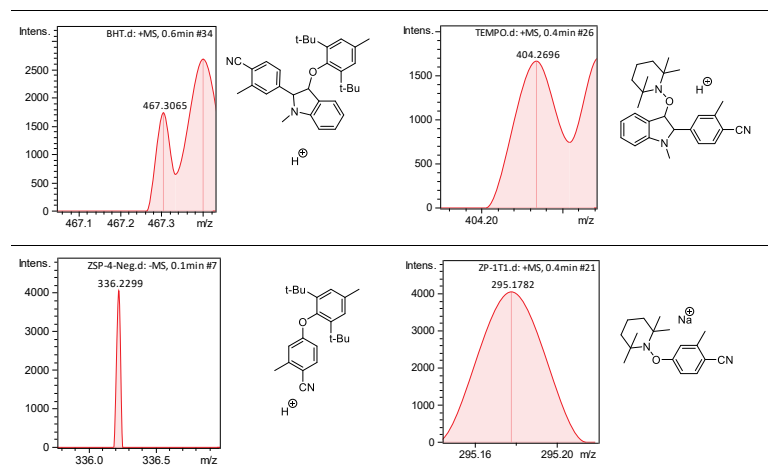 Intens.
BHT.d: +MS, 0.6min #34
2500
2000
1500
1000
500
0
467.3065
467.1
467.2
467.3
m/z
t-Bu
O
t-Bu
NC
N
H⊕
Intens.
TEMPO.d: +MS, 0.4min #26
1500
1000
500
0
404.2696
404.20
m/z
N
O
H⊕
N
CN
Intens.
ZSP-4-Neg.d: -MS, 0.1min #7
4000
3000
2000
1000
0
336.2299
336.0
336.5
m/z
t-Bu
O
t-Bu
CN
H⊕
Intens.
ZP-1T1.d: +MS, 0.4min #21
4000
3000
2000
1000
0
295.1782
295.16
295.20
m/z
Na⊕
N
O
CN